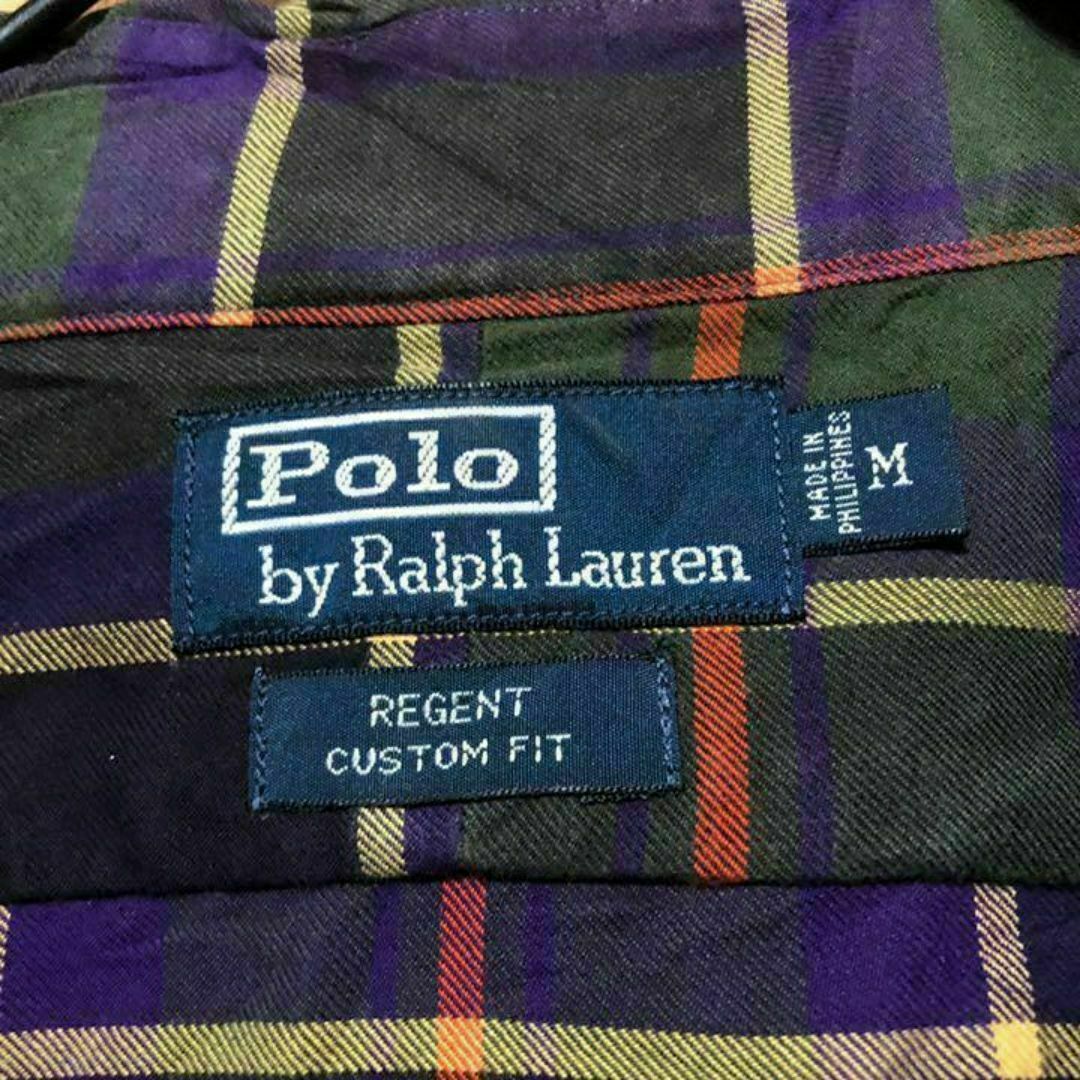 Polo
by Ralph Lauren
MADE IN
PHILIPPINES
M
REGENT
CUSTOM FIT